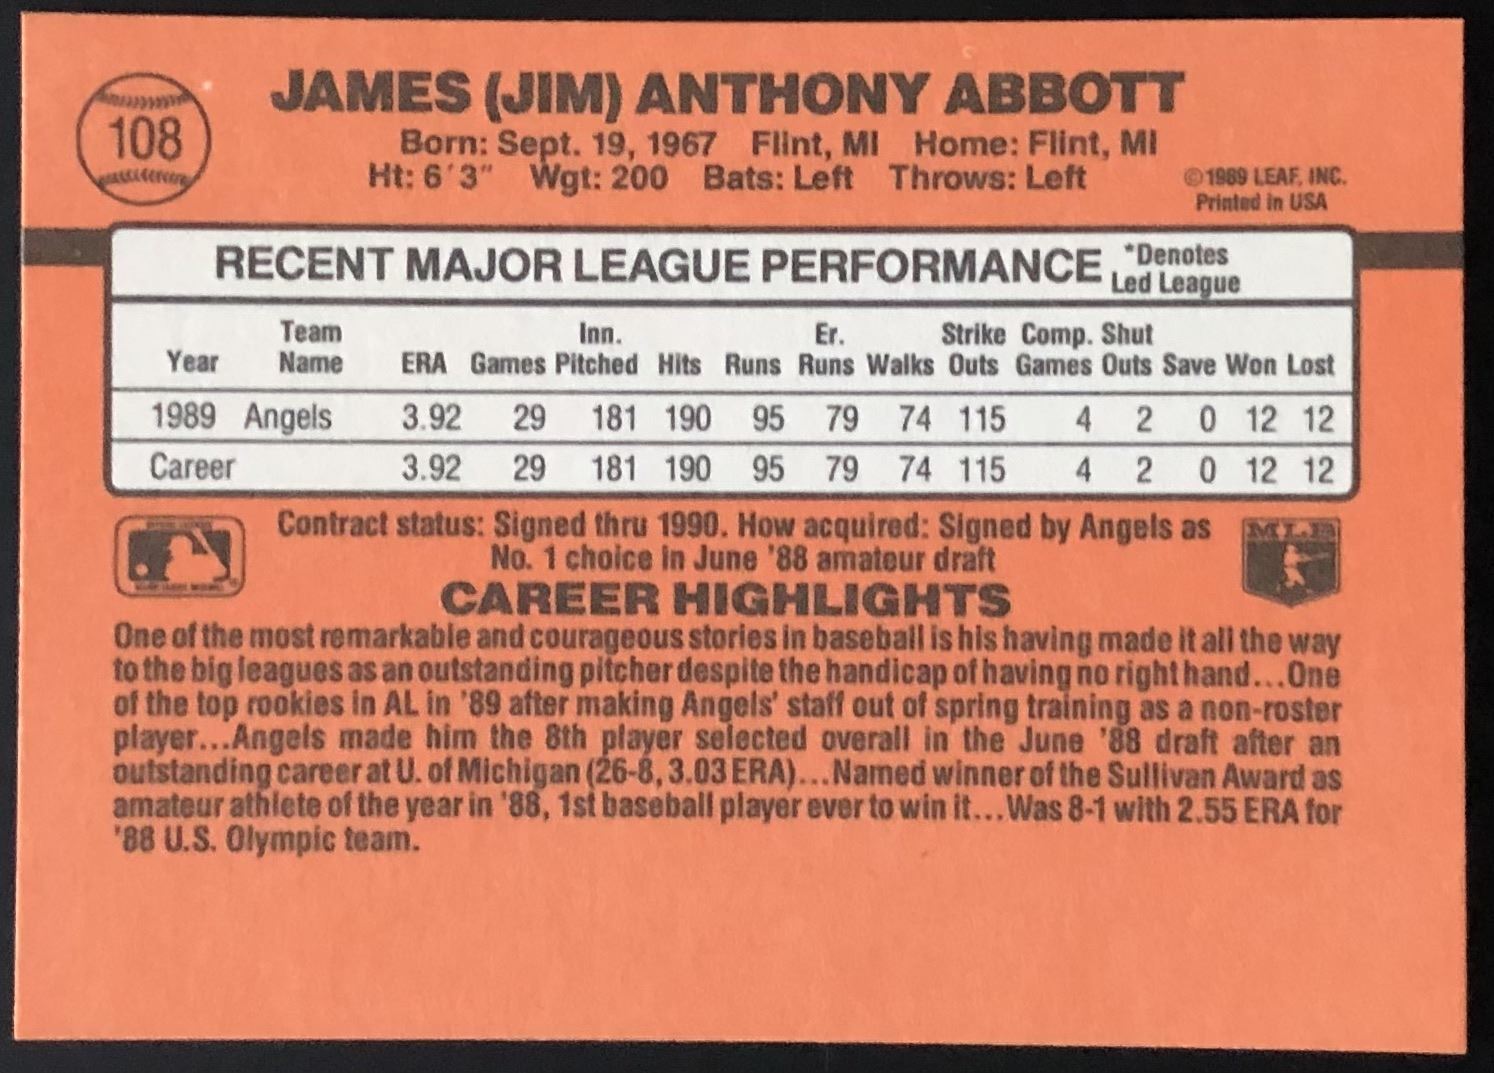 108
JAMES (JIM) ANTHONY ABBOTT
Born: Sept. 19, 1967 Flint, MI Home: Flint, MI
Ht: 6'3" Wgt: 200 Bats: Left Throws: Left
©1989 LEAF, INC.
Printed in USA
RECENT MAJOR LEAGUE PERFORMANCE *Denotes
Led League
Team Inn. Er. Strike Comp. Shut
Year Name ERA Games Pitched Hits Runs Runs Walks Outs Games Outs Save Won Lost
1989 Angels 3.92 29 181 190 95 79 74 115 4 2 0 12 12
Career 3.92 29 181 190 95 79 74 115 4 2 0 12 12
Contract status: Signed thru 1990. How acquired: Signed by Angels as
No. 1 choice in June '88 amateur draft
CAREER HIGHLIGHTS
One of the most remarkable and courageous stories in baseball is his having made it all the way
to the big leagues as an outstanding pitcher despite the handicap of having no right hand...One
of the top rookies in AL in '89 after making Angels' staff out of spring training as a non-roster
player...Angels made him the 8th player selected overall in the June '88 draft after an
outstanding career at U. of Michigan (26-8, 3.03 ERA)...Named winner of the Sullivan Award as
amateur athlete of the year in '88, 1st baseball player ever to win it...Was 8-1 with 2.55 ERA for
'88 U.S. Olympic team.